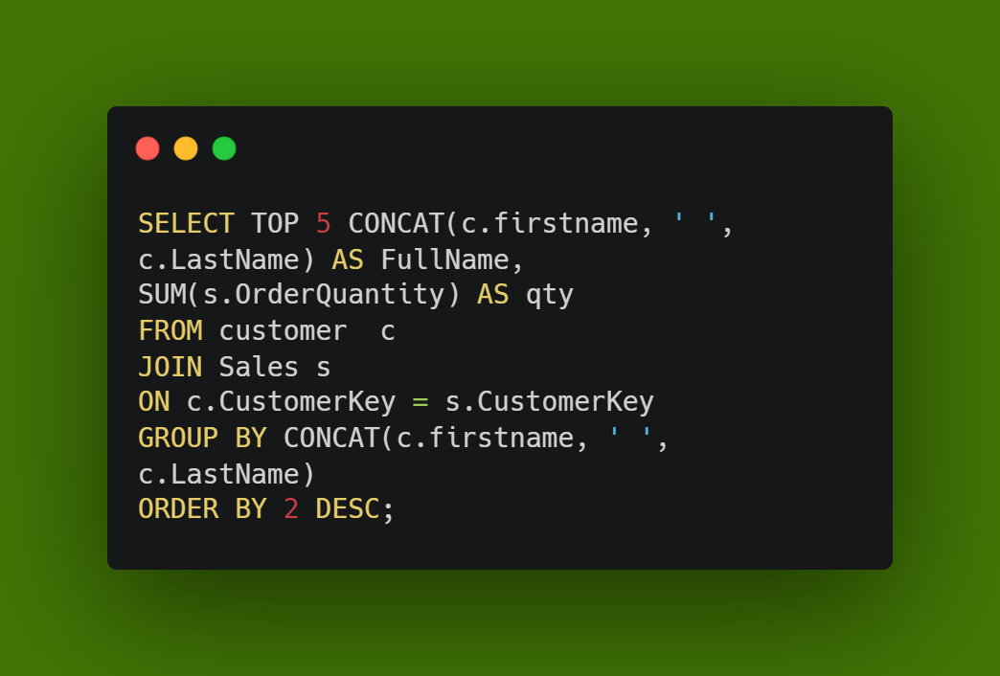 SELECT TOP 5 CONCAT(c.firstname, ' ',
c.LastName) AS FullName,
SUM(s.OrderQuantity) AS qty
FROM customer  c
JOIN Sales s
ON c.CustomerKey = s.CustomerKey
GROUP BY CONCAT(c.firstname, ' ',
c.LastName)
ORDER BY 2 DESC;